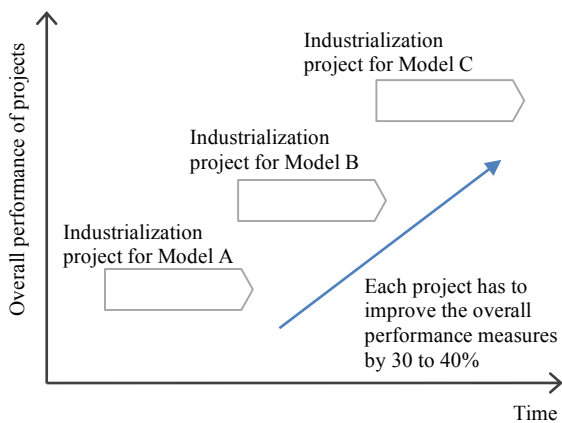 Overall performance of projects
Industrialization
project for Model C
Industrialization
project for Model B
Industrialization
project for Model A
Each project has to
improve the overall
performance measures
by 30 to 40%
Time